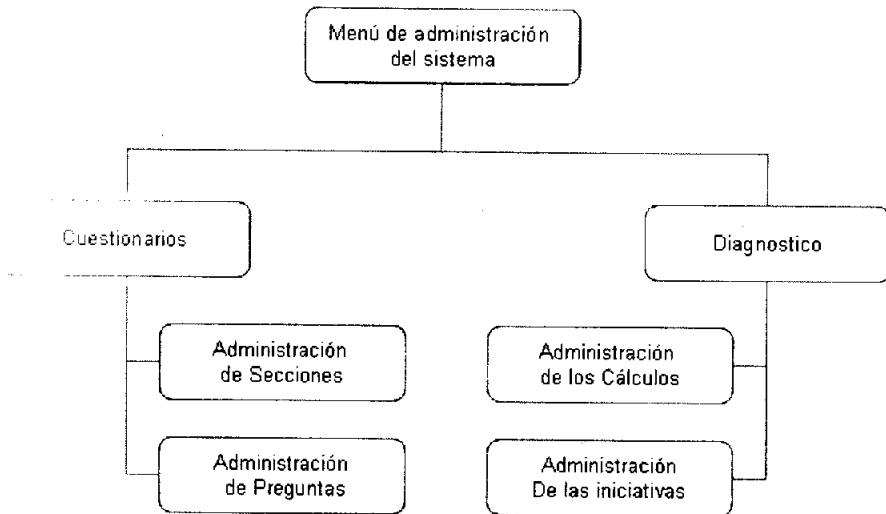 Menú de administración
del sistema
Cuestionarios
Diagnostico
Administración
de Secciones
Administración
de los Cálculos
Administración
de Preguntas
Administración
De las iniciativas